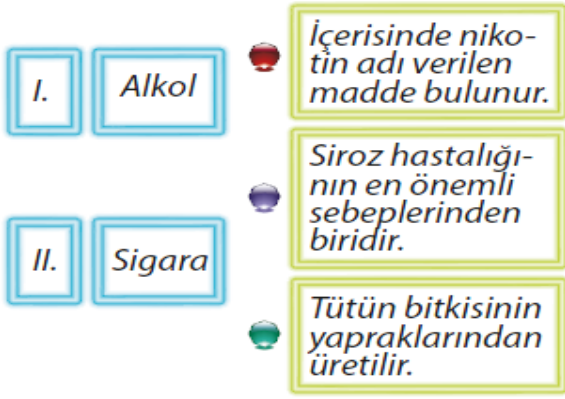 I.
Alkol
II.
Sigara
İçerisinde niko-
tin adı verilen
madde bulunur.
Siroz hastalığı-
nın en önemli
sebeplerinden
biridir.
Tütün bitkisinin
yapraklarından
üretilir.